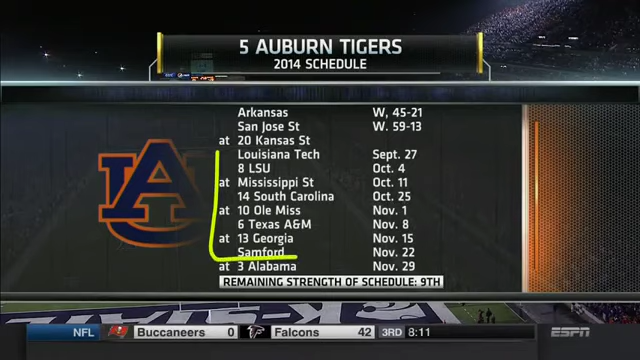 5 AUBURN TIGERS
2014 SCHEDULE
Arkansas W, 45-21
San Jose St W. 59-13
at 20 Kansas St
Louisiana Tech Sept. 27
8 LSU Oct. 4
at Mississippi St Oct. 11
14 South Carolina Oct. 25
at 10 Ole Miss Nov. 1
6 Texas A&M Nov. 8
at 13 Georgia Nov. 15
Samford Nov. 22
at 3 Alabama Nov. 29
REMAINING STRENGTH OF SCHEDULE: 9TH
NFL Buccaneers 0 Falcons 42 3RD 8:11 ESPN